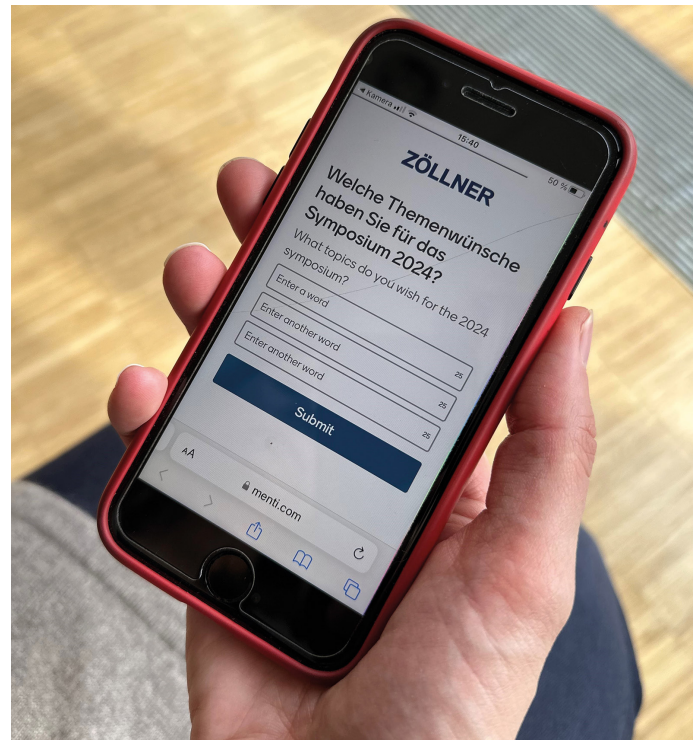 Kamera
15:40
50 %
ZÖLLNER
Welche Themenwünsche
haben Sie für das
Symposium 2024?
What topics do you wish for the 2024
symposium?
Enter a word
25
Enter another word
25
Enter another word
25
Submit
AA
menti.com